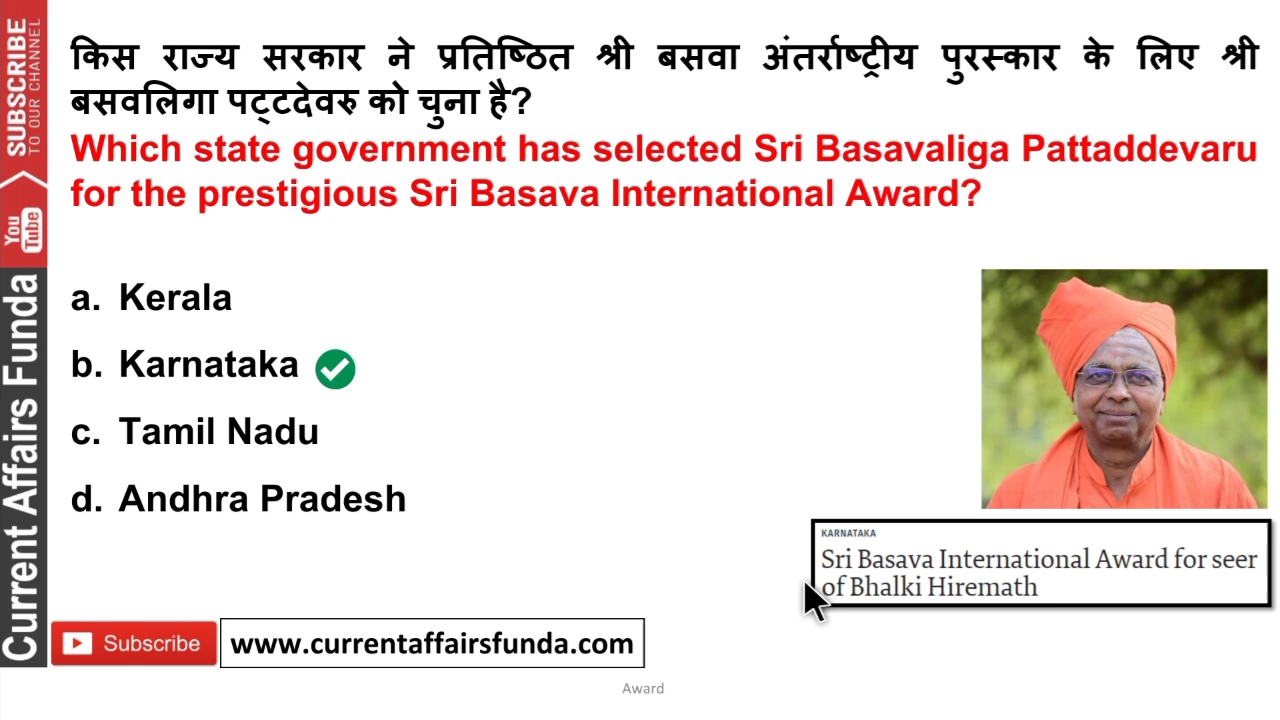 SUBSCRIBE
TO OUR CHANNEL
You Tube
Current Affairs Funda
किस राज्य सरकार ने प्रतिष्ठित श्री बसवा अंतर्राष्ट्रीय पुरस्कार के लिए श्री
बसवलिगा पट्टदेवरु को चुना है?
Which state government has selected Sri Basavaliga Pattaddevaru
for the prestigious Sri Basava International Award?
a. Kerala
b. Karnataka
c. Tamil Nadu
d. Andhra Pradesh
KARNATAKA
Sri Basava International Award for seer
of Bhalki Hiremath
Subscribe
www.currentaffairsfunda.com
Award